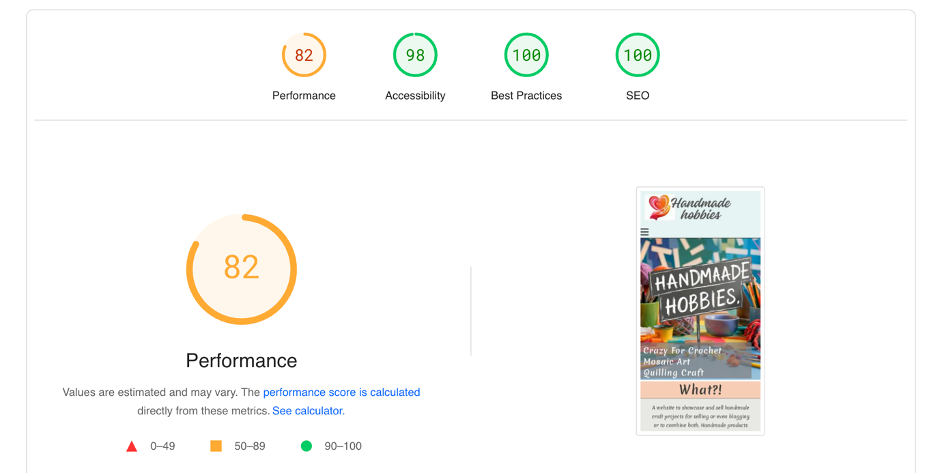 82
98
100
100
Performance
Accessibility
Best Practices
SEO
82
Performance
Values are estimated and may vary. The performance score is calculated
directly from these metrics. See calculator.
0–49
50–89
90–100
Handmade
hobbies
HANDMAADE
HOBBIES.
Crazy For Crochet
Mosaic Art
Quilling Craft
What?!
A website to showcase and sell handmade
craft projects for selling or even blogging
or to combine both. Handmade products